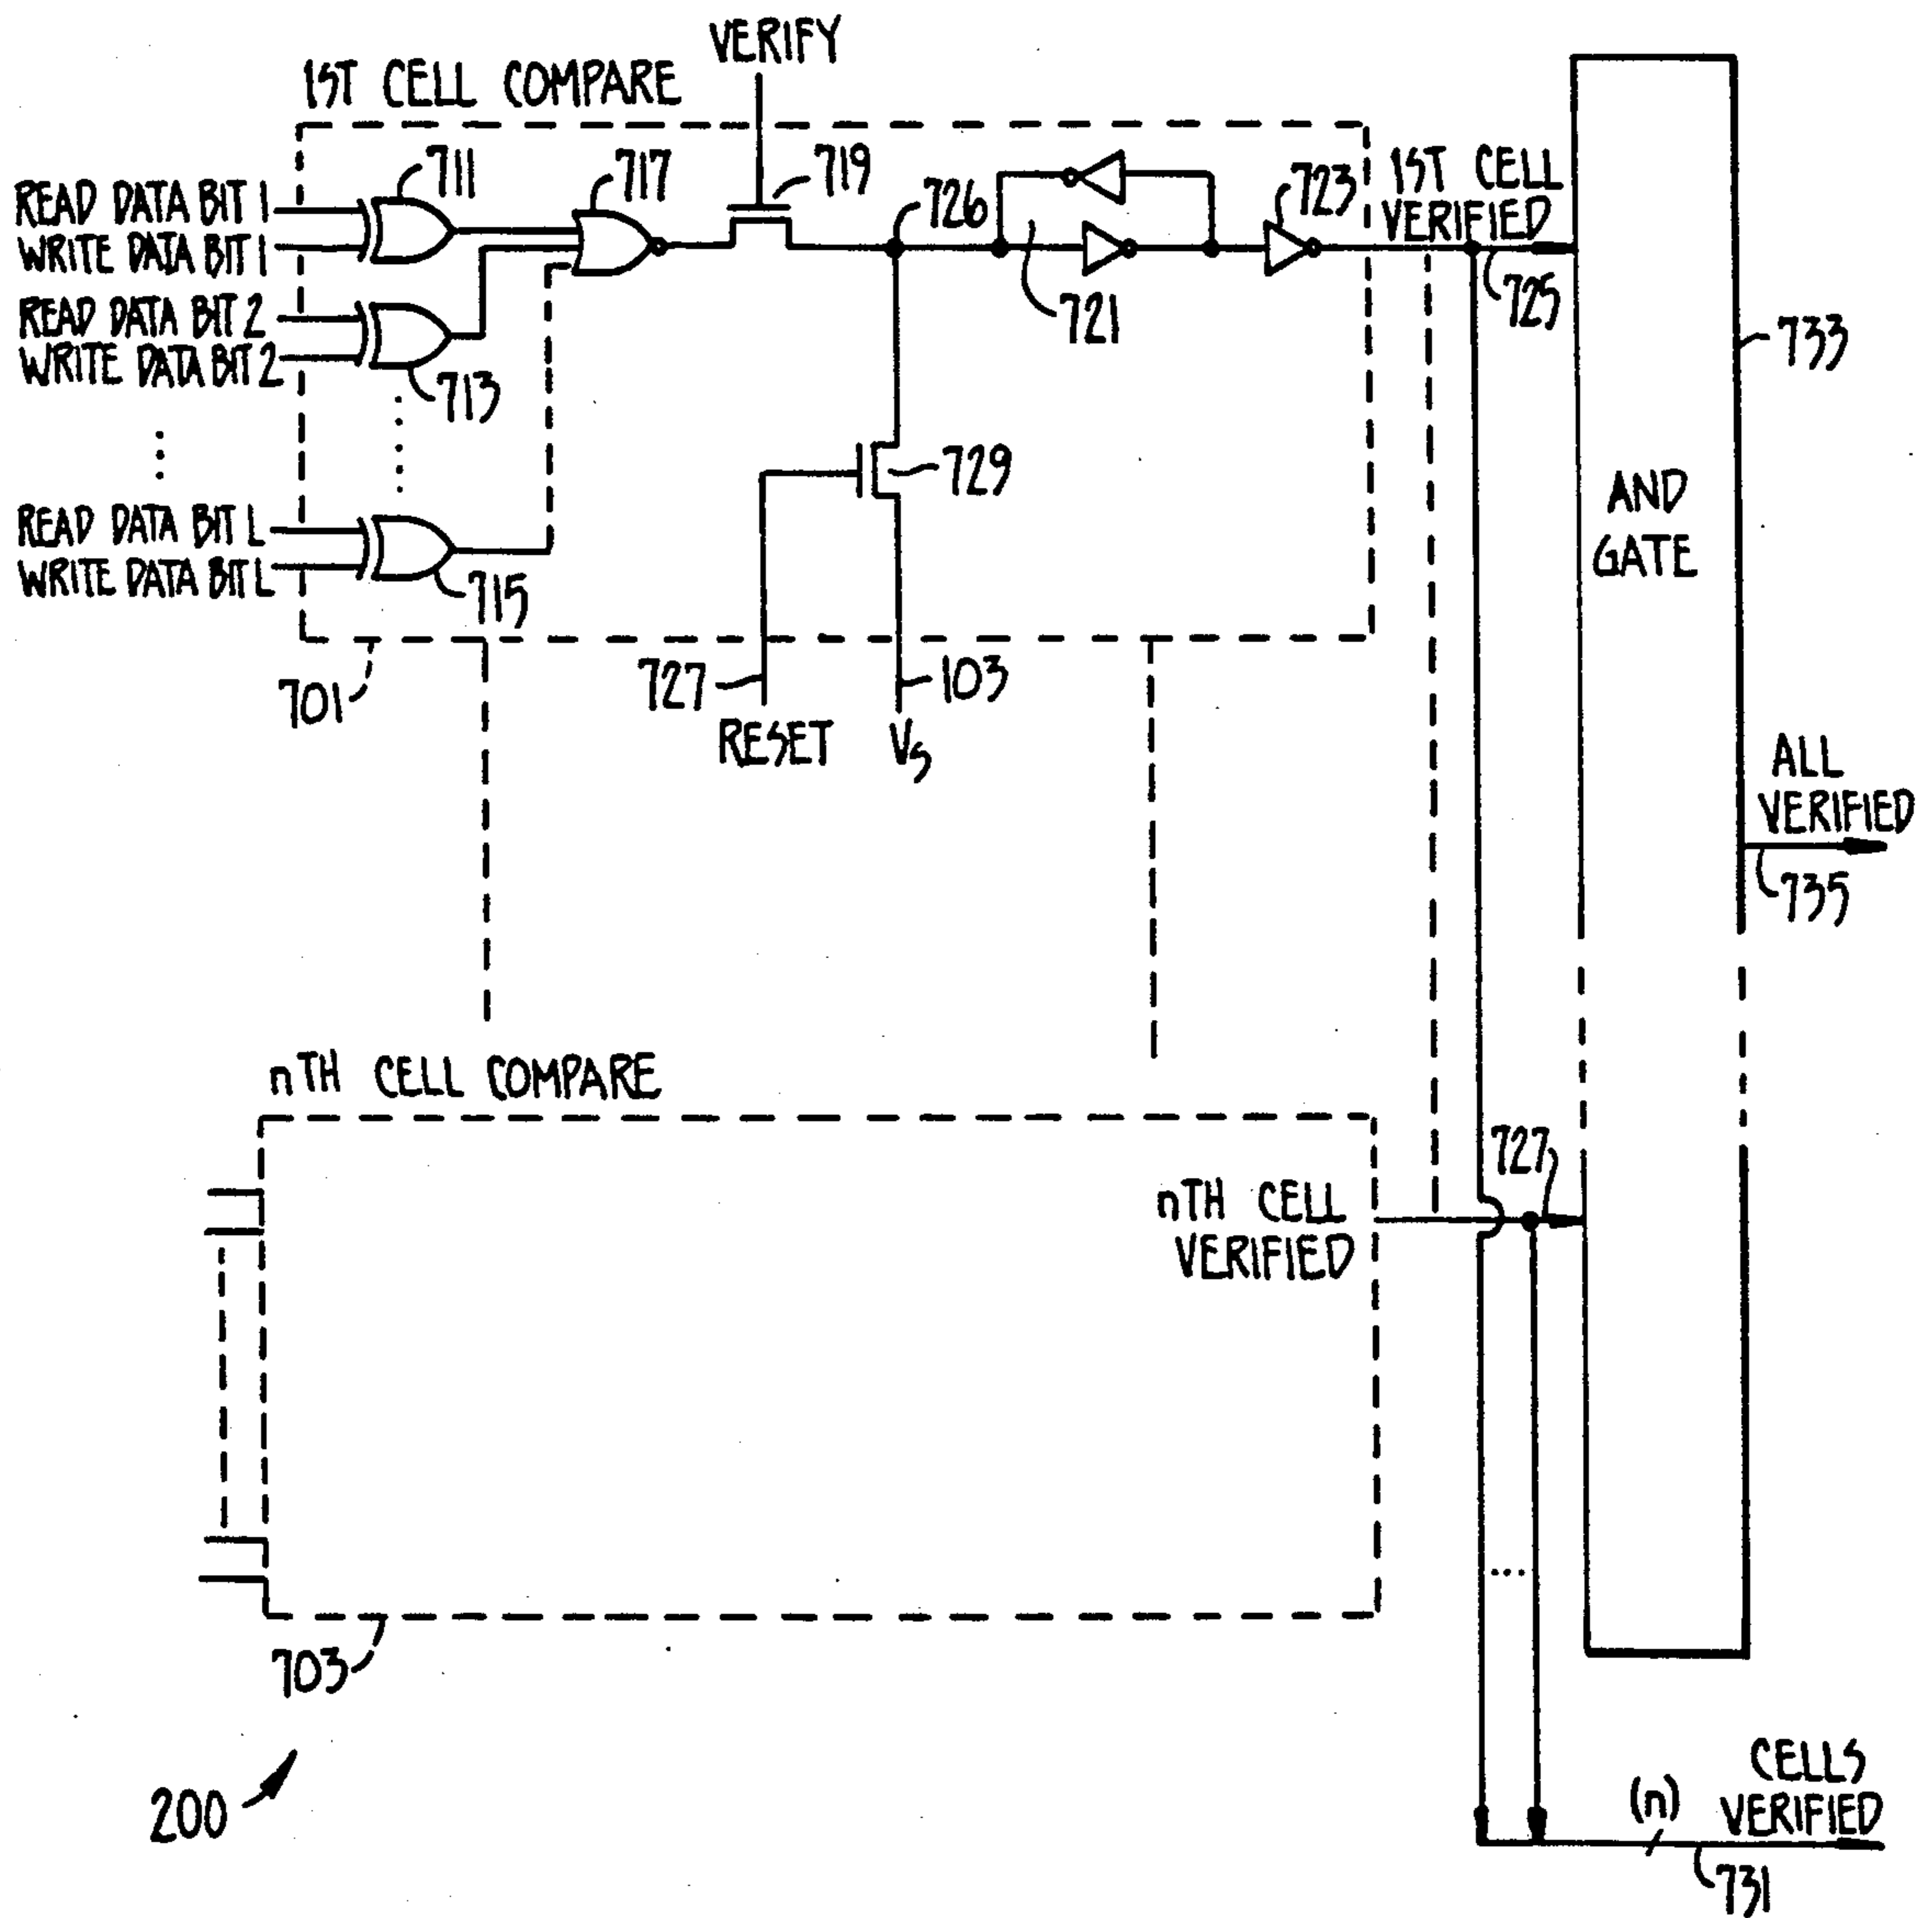 VERIFY
1ST CELL COMPARE
711
717
719
726
723
1ST CELL
VERIFIED
READ DATA BIT 1
WRITE DATA BIT 1
721
725
READ DATA BIT 2
WRITE DATA BIT 2
713
733
729
AND
GATE
READ DATA BIT L
WRITE DATA BIT L
715
701
727
103
RESET
VS
ALL
VERIFIED
735
nTH CELL COMPARE
727
nTH CELL
VERIFIED
703
200
(n)
CELLS
VERIFIED
731